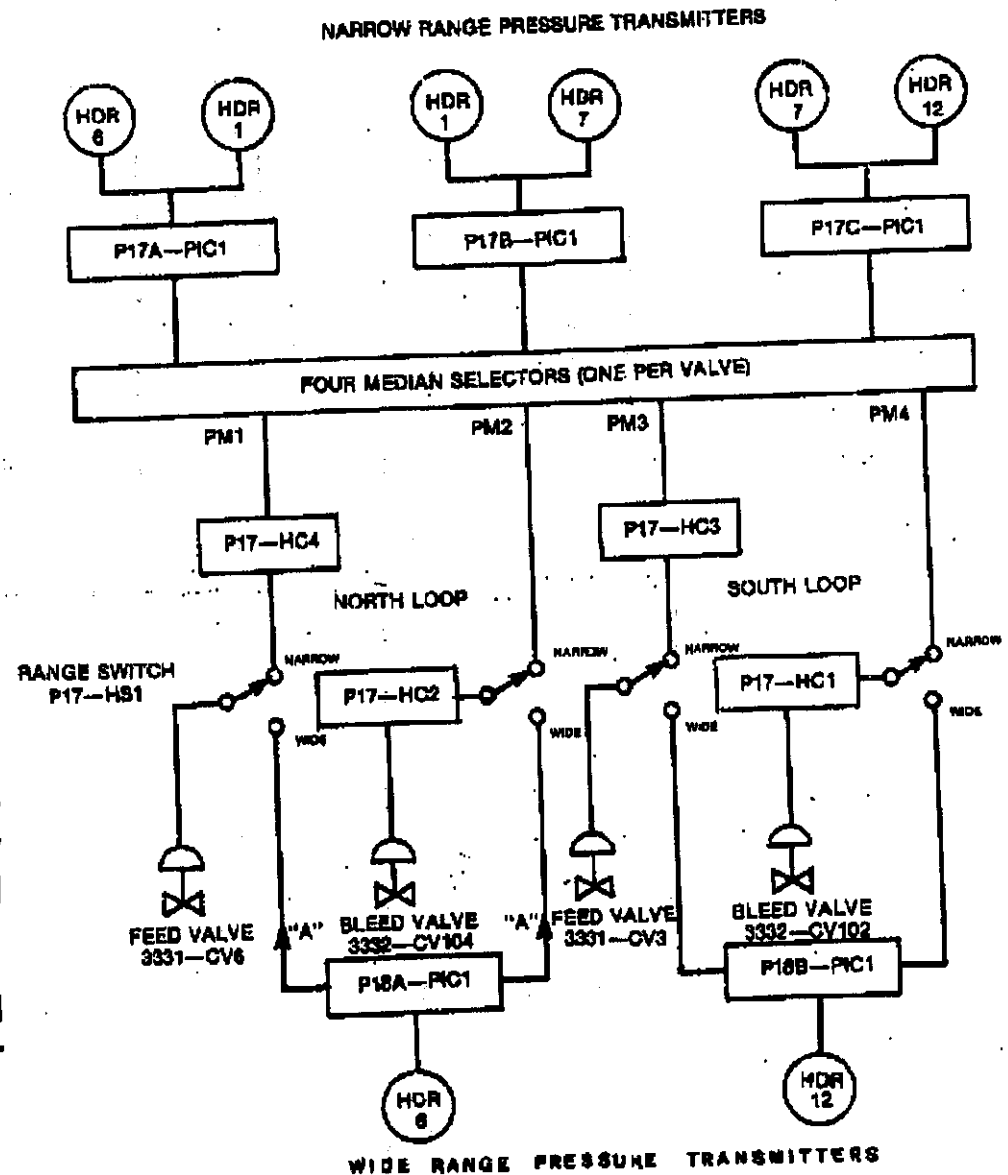 NARROW RANGE PRESSURE TRANSMITTERS
HDR
6
HDR
1
HDR
1
HDR
7
HDR
7
HDR
12
P17A—PIC1
P17B—PIC1
P17C—PIC1
FOUR MEDIAN SELECTORS (ONE PER VALVE)
PM1
PM2
PM3
PM4
P17—HC4
P17—HC3
NORTH LOOP
SOUTH LOOP
RANGE SWITCH
P17—HS1
NARROW
NARROW
NARROW
NARROW
P17—HC2
P17—HC1
WIDE
WIDE
WIDE
WIDE
FEED VALVE
3331—CV6
"A"
BLEED VALVE
3332—CV104
"A"
FEED VALVE
3331—CV3
BLEED VALVE
3332—CV102
P18A—PIC1
P18B—PIC1
HDR
6
HDR
12
WIDE RANGE PRESSURE TRANSMITTERS